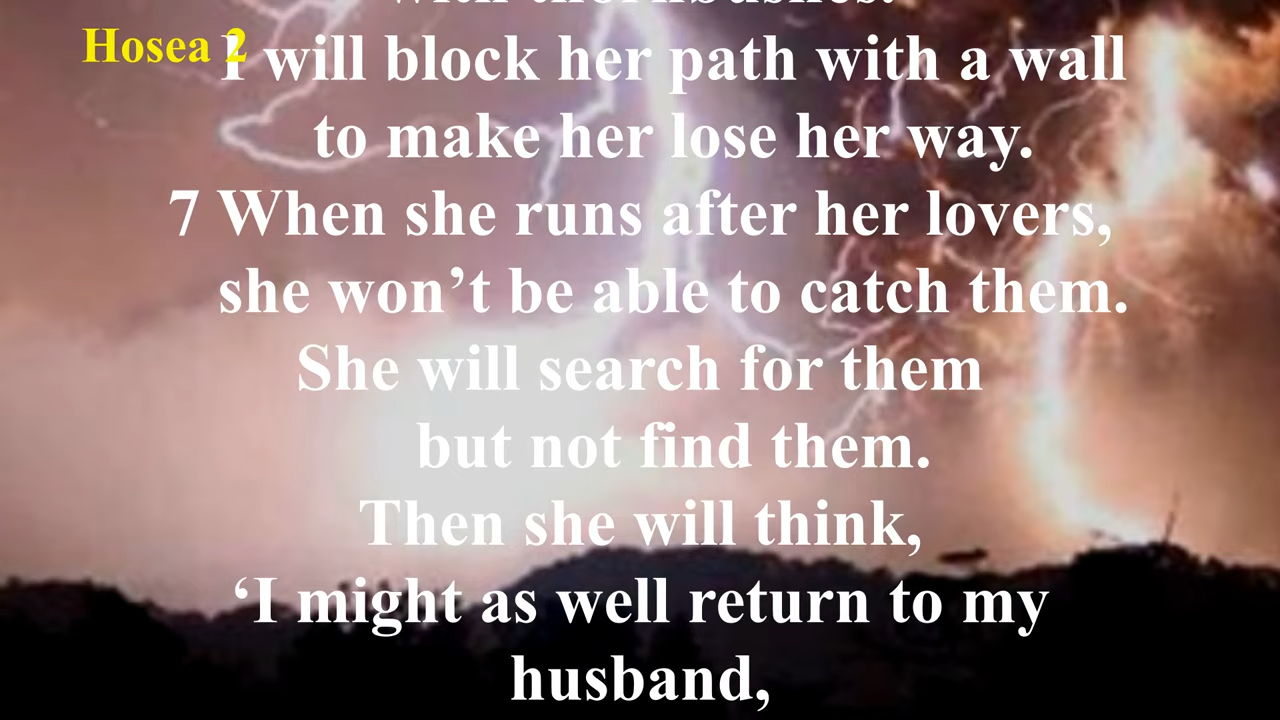 with thornbushes.
Hosea 2
I will block her path with a wall
to make her lose her way.
7 When she runs after her lovers,
she won’t be able to catch them.
She will search for them
but not find them.
Then she will think,
‘I might as well return to my
husband,